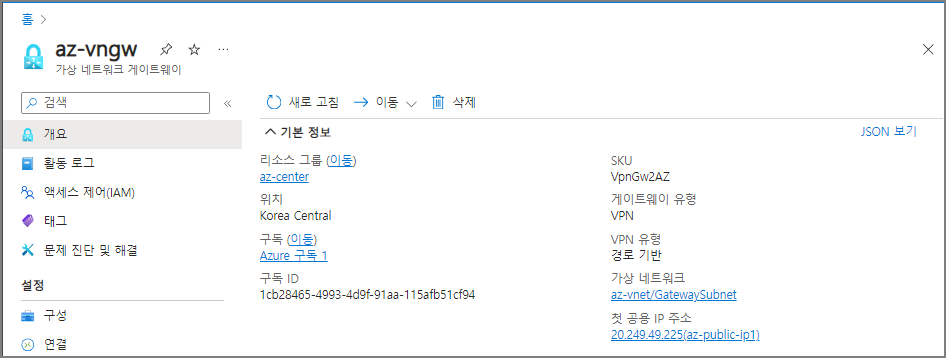 홈 >
az-vngw
가상 네트워크 게이트웨이
검색
개요
활동 로그
액세스 제어(IAM)
태그
문제 진단 및 해결
설정
구성
연결
새로 고침 이동 삭제
기본 정보 JSON 보기
리소스 그룹 (이동)
az-center
위치
Korea Central
구독 (이동)
Azure 구독 1
구독 ID
1cb28465-4993-4d9f-91aa-115afb51cf94
SKU
VpnGw2AZ
게이트웨이 유형
VPN
VPN 유형
경로 기반
가상 네트워크
az-vnet/GatewaySubnet
첫 공용 IP 주소
20.249.49.225(az-public-ip1)